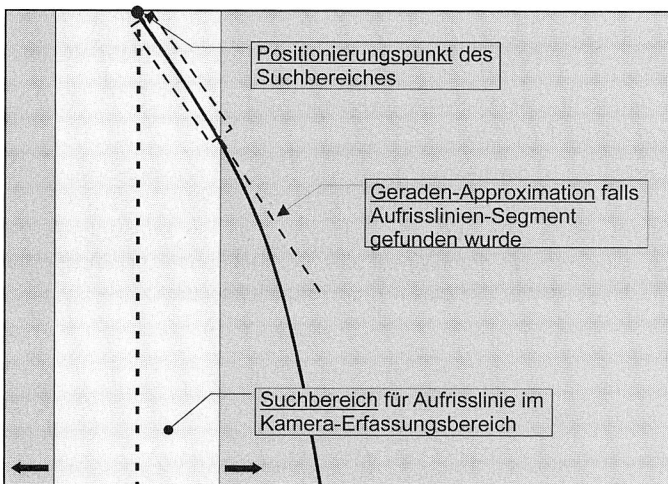 Positionierungspunkt des
Suchbereiches
Geraden-Approximation falls
Aufrisslinien-Segment
gefunden wurde
Suchbereich für Aufrisslinie im
Kamera-Erfassungsbereich